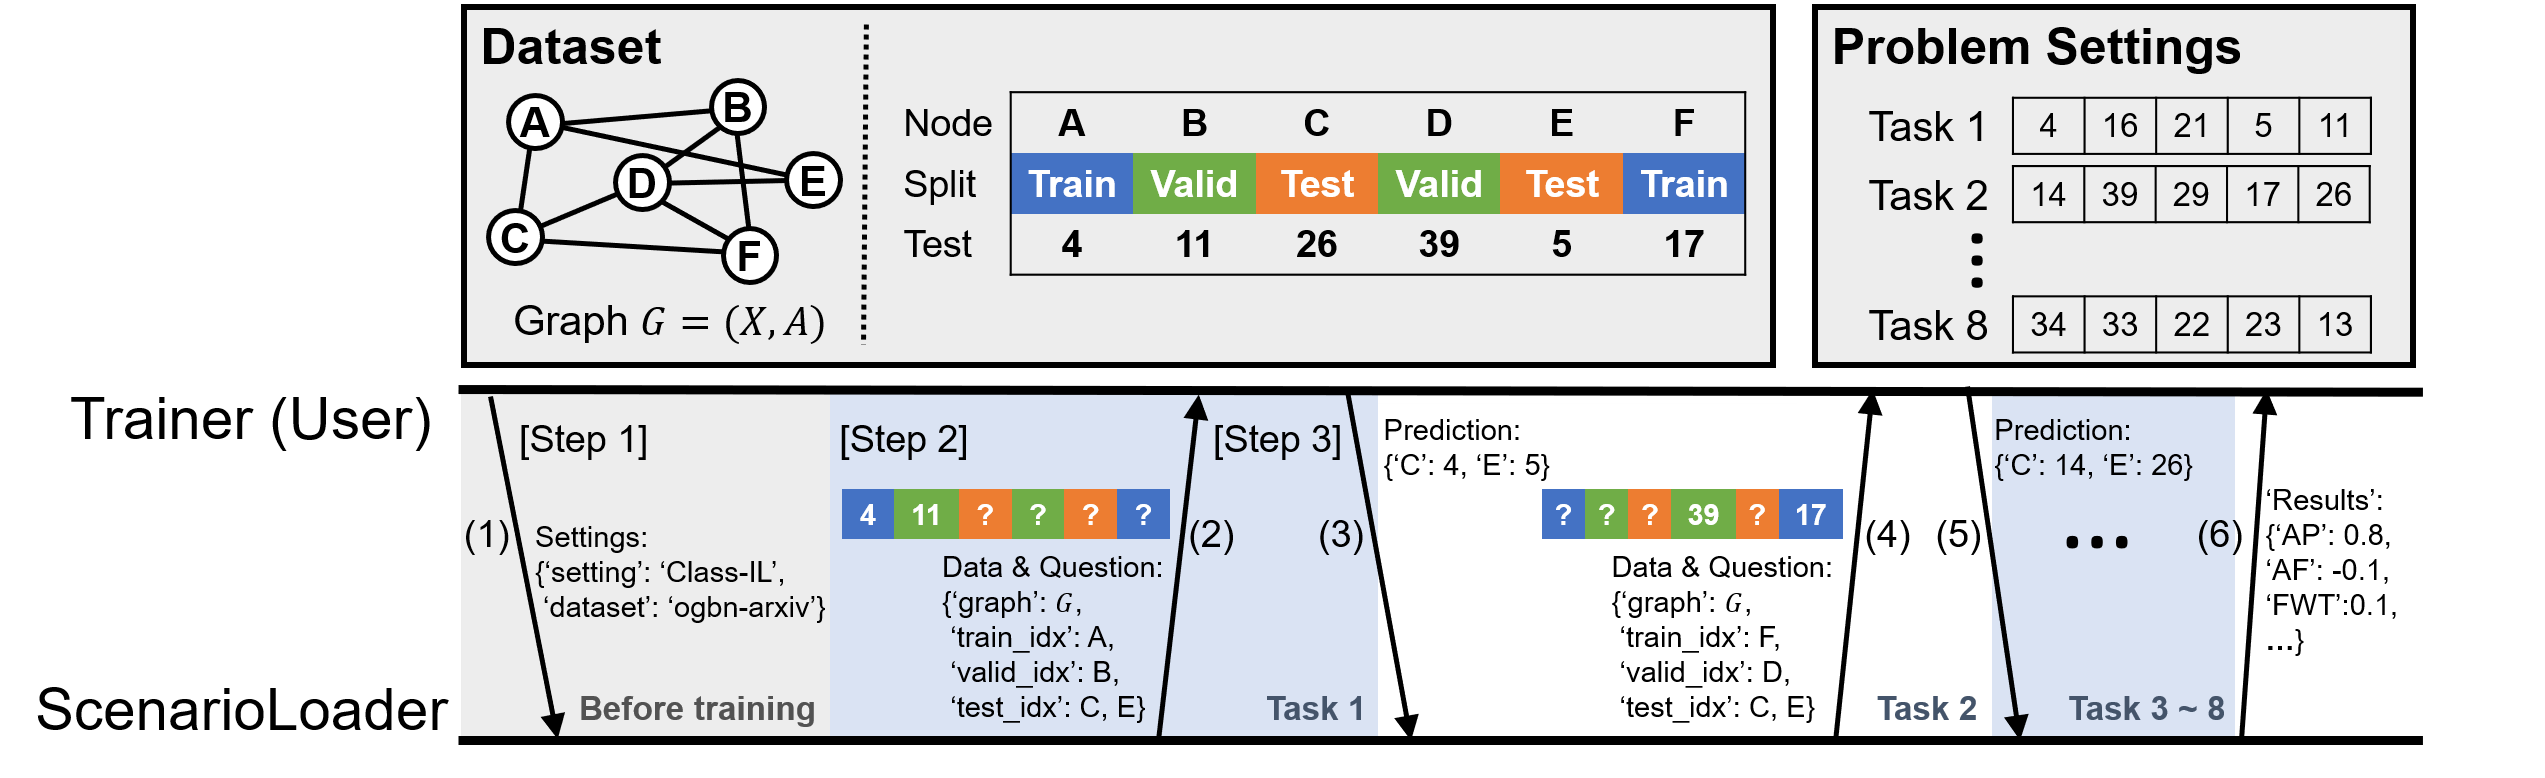 Dataset
A
B
C
D
E
F
Graph G = (X, A)
Node A B C D E F
Split Train Valid Test Valid Test Train
Test 4 11 26 39 5 17
Problem Settings
Task 1 4 16 21 5 11
Task 2 14 39 29 17 26
⋮
Task 8 34 33 22 23 13
Trainer (User)
ScenarioLoader
(1)
[Step 1]
Settings:
{‘setting’: ‘Class-IL’,
‘dataset’: ‘ogbn-arxiv’}
Before training
[Step 2]
4 11 ? ? ? ?
Data & Question:
{‘graph’: G,
‘train_idx’: A,
‘valid_idx’: B,
‘test_idx’: C, E}
(2)
[Step 3]
(3)
Task 1
Prediction:
{‘C’: 4, ‘E’: 5}
? ? ? 39 ? 17
Data & Question:
{‘graph’: G,
‘train_idx’: F,
‘valid_idx’: D,
‘test_idx’: C, E}
(4)
Task 2
(5)
Prediction:
{‘C’: 14, ‘E’: 26}
...
Task 3 ~ 8
(6)
‘Results’:
{‘AP’: 0.8,
‘AF’: -0.1,
‘FWT’:0.1,
...}